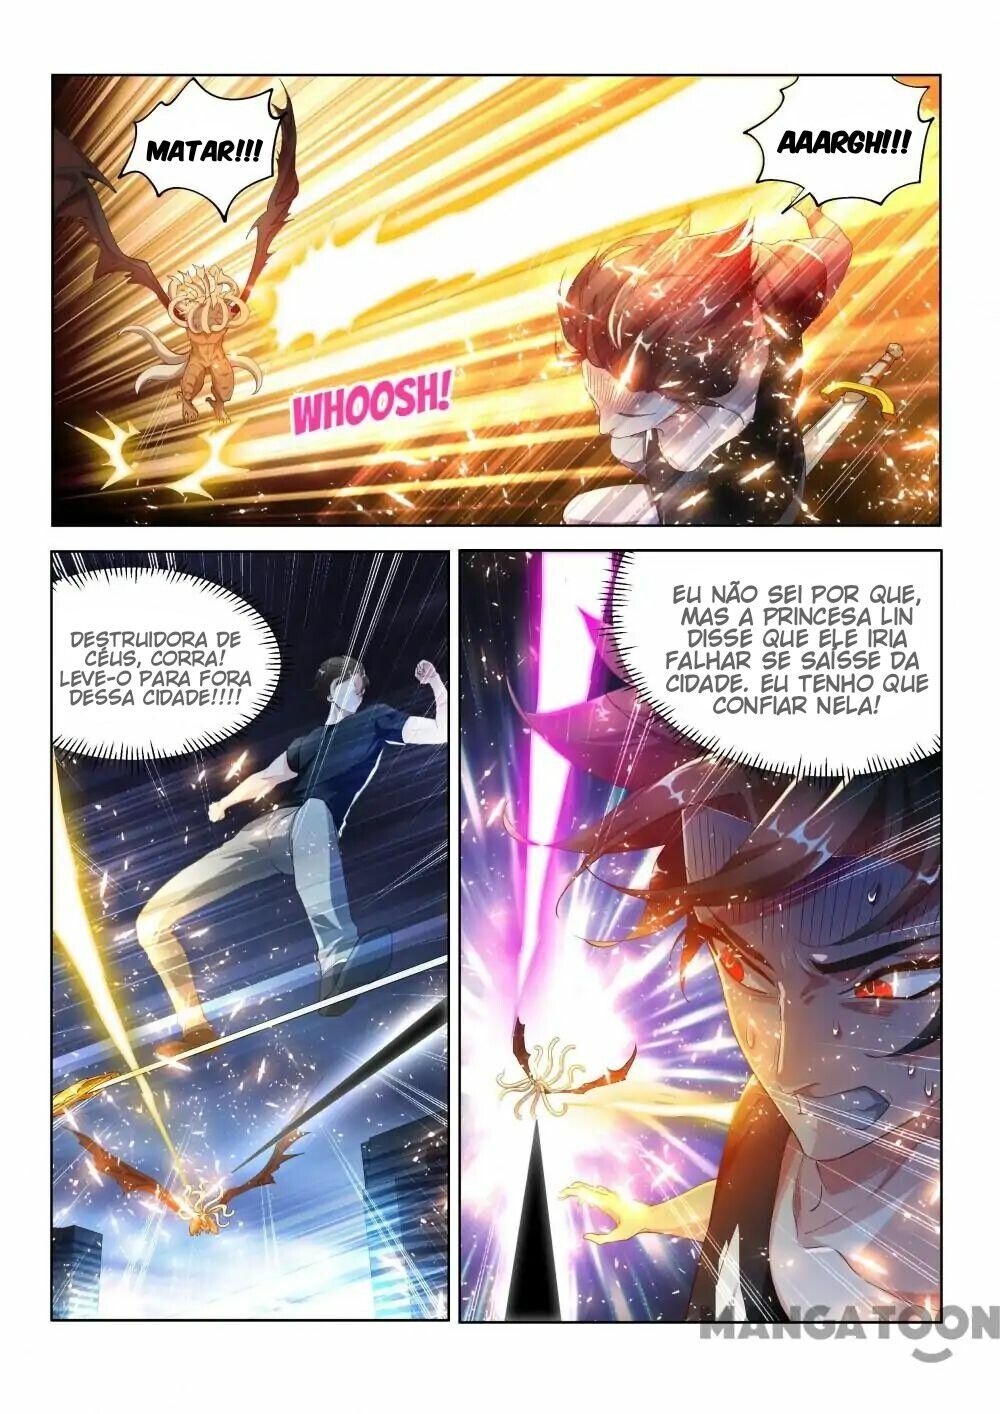 MATAR!!!
AAARGH!!!
WHOOSH!
DESTRUIDORA DE
CÉUS, CORRA!
LEVE-O PARA FORA
DESSA CIDADE!!!!
EU NÃO SEI POR QUE,
MAS A PRINCESA LIN
DISSE QUE ELE IRIA
FALHAR SE SAÍSSE DA
CIDADE. EU TENHO QUE
CONFIAR NELA!
MANGATOON